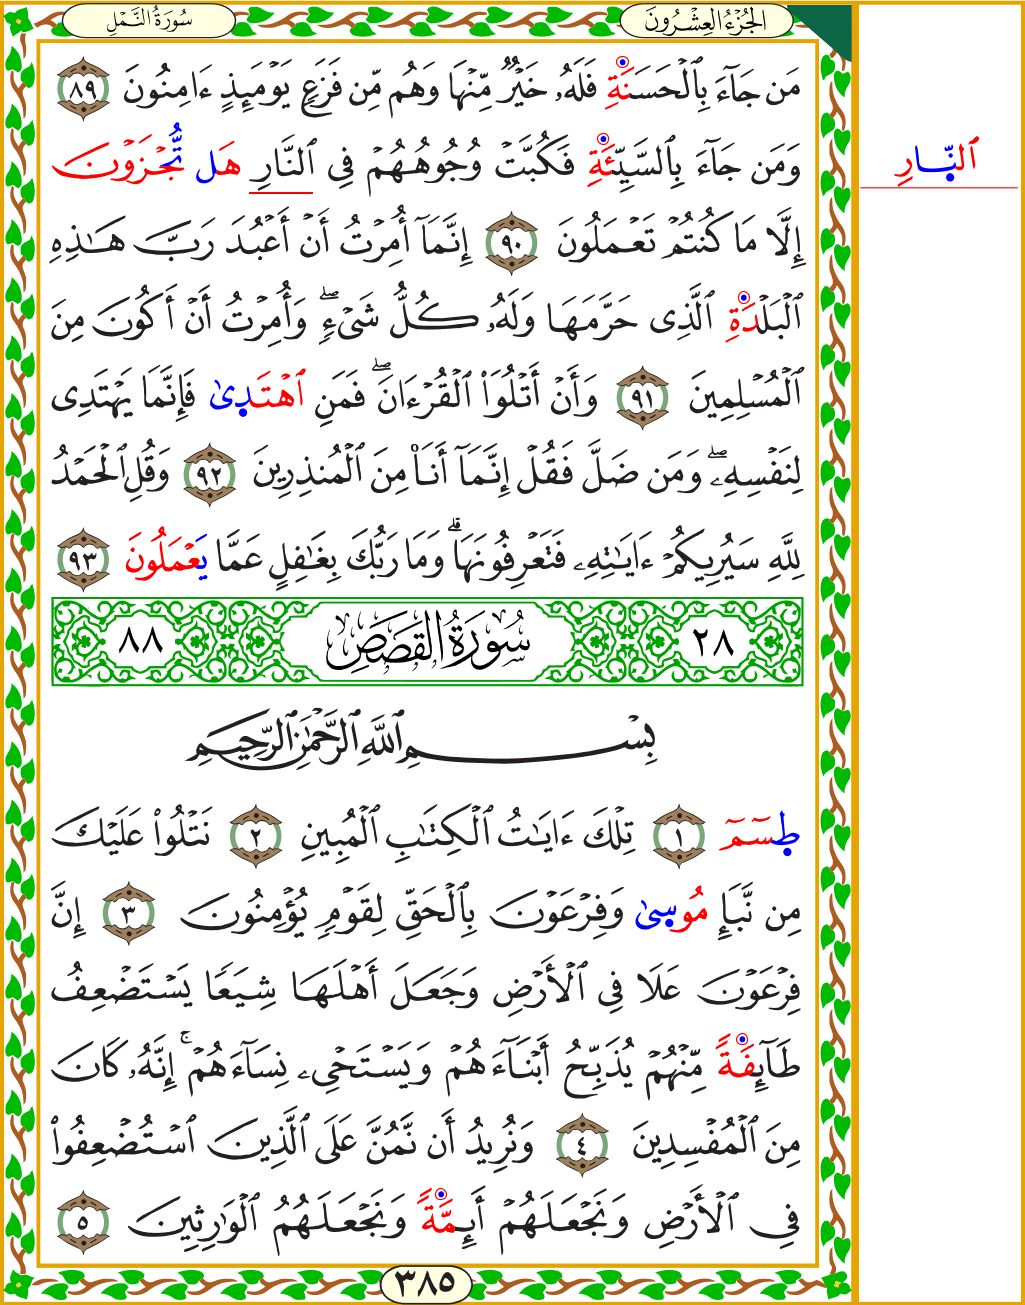 الجُزْءُ العِشْرُونَ
سُورَةُ النَّمْلِ
مَن جَآءَ بِٱلْحَسَنَةِ فَلَهُۥ خَيْرٌۭ مِّنْهَا وَهُم مِّن فَزَعٍۢ يَوْمَئِذٍ ءَامِنُونَ ٨٩
وَمَن جَآءَ بِٱلسَّيِّئَةِ فَكُبَّتْ وُجُوهُهُمْ فِى ٱلنَّارِ هَل تُّجْزَوْنَ
ٱلنّارِ
إِلَّا مَا كُنتُمْ تَعْمَلُونَ ٩٠ إِنَّمَآ أُمِرْتُ أَنْ أَعْبُدَ رَبَّ هَـٰذِهِ
ٱلْبَلْدَةِ ٱلَّذِى حَرَّمَهَا وَلَهُۥ كُلُّ شَىْءٍۢ ۖ وَأُمِرْتُ أَنْ أَكُونَ مِنَ
ٱلْمُسْلِمِينَ ٩١ وَأَنْ أَتْلُوَا۟ ٱلْقُرْءَانَ ۖ فَمَنِ ٱهْتَدِىٰ فَإِنَّمَا يَهْتَدِى
لِنَفْسِهِۦ ۖ وَمَن ضَلَّ فَقُلْ إِنَّمَآ أَنَا۠ مِنَ ٱلْمُنذِرِينَ ٩٢ وَقُلِ ٱلْحَمْدُ
لِلَّهِ سَيُرِيكُمْ ءَايَـٰتِهِۦ فَتَعْرِفُونَهَا ۚ وَمَا رَبُّكَ بِغَـٰفِلٍ عَمَّا يَعْمَلُونَ ٩٣
٢٨ سُورَةُ القَصَصِ ٨٨
بِسْمِ ٱللَّهِ ٱلرَّحْمَـٰنِ ٱلرَّحِيمِ
طِسٓمٓ ١ تِلْكَ ءَايَـٰتُ ٱلْكِتَـٰبِ ٱلْمُبِينِ ٢ نَتْلُوا۟ عَلَيْكَ
مِن نَّبَإِ مُوسِىٰ وَفِرْعَوْنَ بِٱلْحَقِّ لِقَوْمٍۢ يُؤْمِنُونَ ٣ إِنَّ
فِرْعَوْنَ عَلَا فِى ٱلْأَرْضِ وَجَعَلَ أَهْلَهَا شِيَعًۭا يَسْتَضْعِفُ
طَآئِفَةًۭ مِّنْهُمْ يُذَبِّحُ أَبْنَآءَهُمْ وَيَسْتَحْىِۦ نِسَآءَهُمْ ۚ إِنَّهُۥ كَانَ
مِنَ ٱلْمُفْسِدِينَ ٤ وَنُرِيدُ أَن نَّمُنَّ عَلَى ٱلَّذِينَ ٱسْتُضْعِفُوا۟
فِى ٱلْأَرْضِ وَنَجْعَلَهُمْ أَئِمَّةًۭ وَنَجْعَلَهُمُ ٱلْوَٰرِثِينَ ٥
٣٨٥